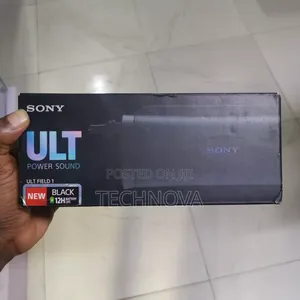 SONY
ULT
POWER SOUND
ULT FIELD 1
NEW
BLACK
12H
SONY
POSTED ON
TECHNOVA